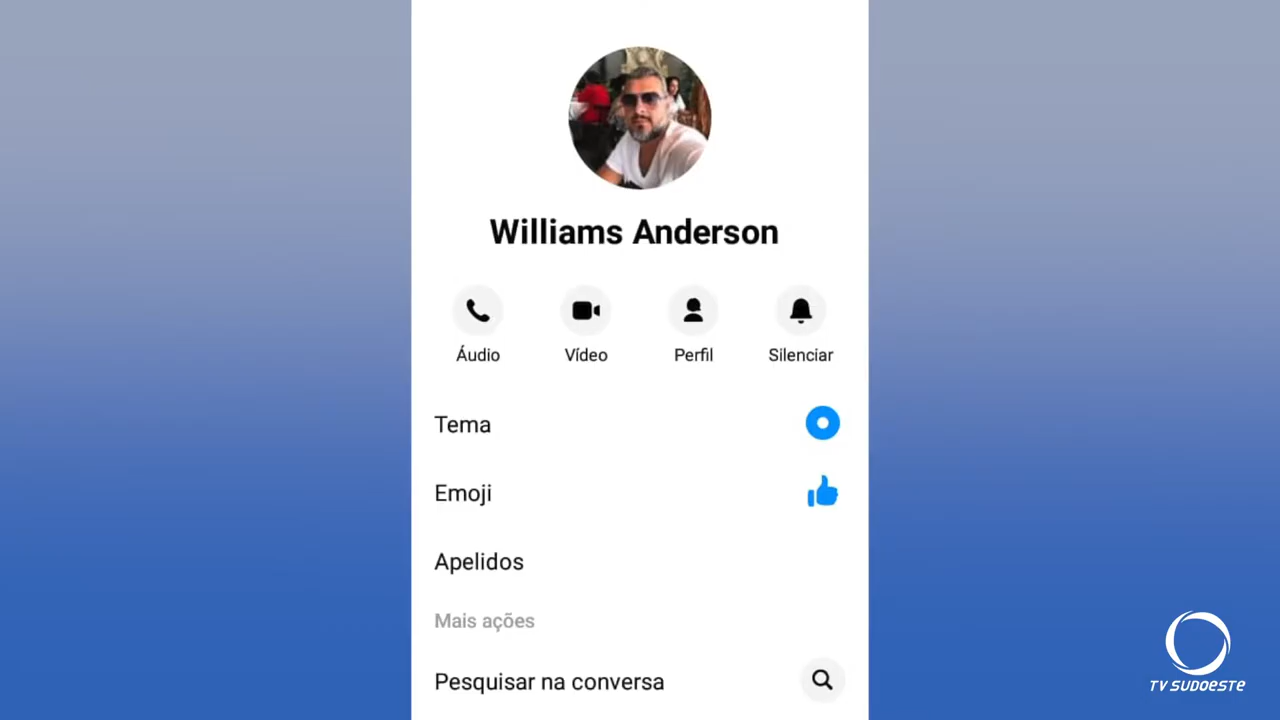 Williams Anderson
Áudio
Vídeo
Perfil
Silenciar
Tema
Emoji
Apelidos
Mais ações
Pesquisar na conversa
TV SUDOESTE